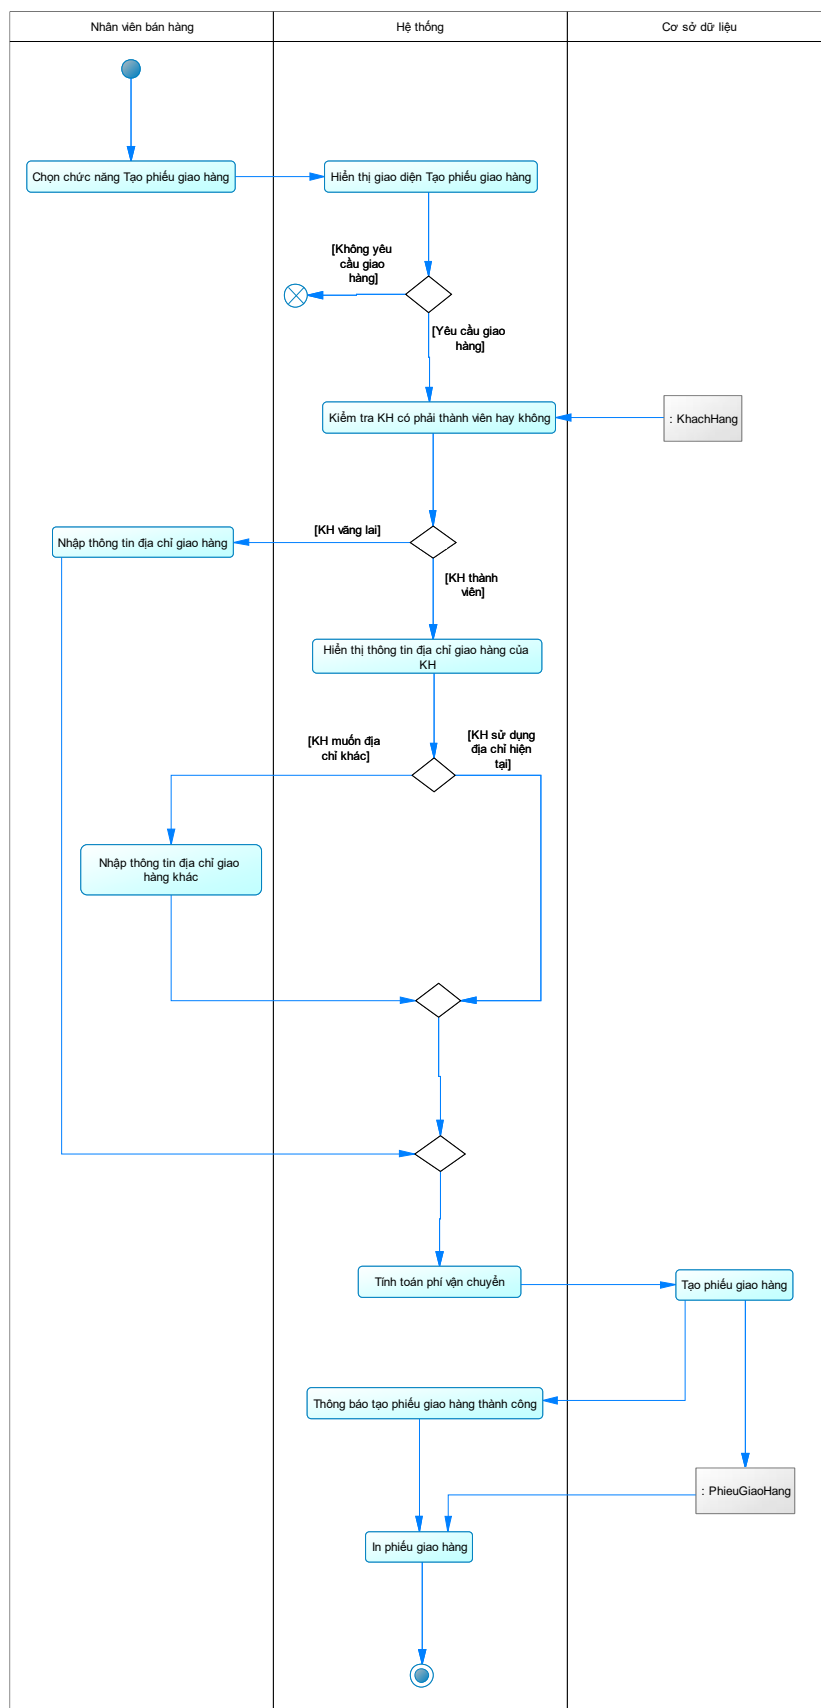 Nhân viên bán hàng
Hệ thống
Cơ sở dữ liệu
Chọn chức năng Tạo phiếu giao hàng
Hiển thị giao diện Tạo phiếu giao hàng
[Không yêu
cầu giao
hàng]
[Yêu cầu giao
hàng]
Kiểm tra KH có phải thành viên hay không
: KhachHang
Nhập thông tin địa chỉ giao hàng
[KH vãng lai]
[KH thành
viên]
Hiển thị thông tin địa chỉ giao hàng của
KH
[KH muốn địa
chỉ khác]
[KH sử dụng
địa chỉ hiện
tại]
Nhập thông tin địa chỉ giao
hàng khác
Tính toán phí vận chuyển
Tạo phiếu giao hàng
Thông báo tạo phiếu giao hàng thành công
: PhieuGiaoHang
In phiếu giao hàng